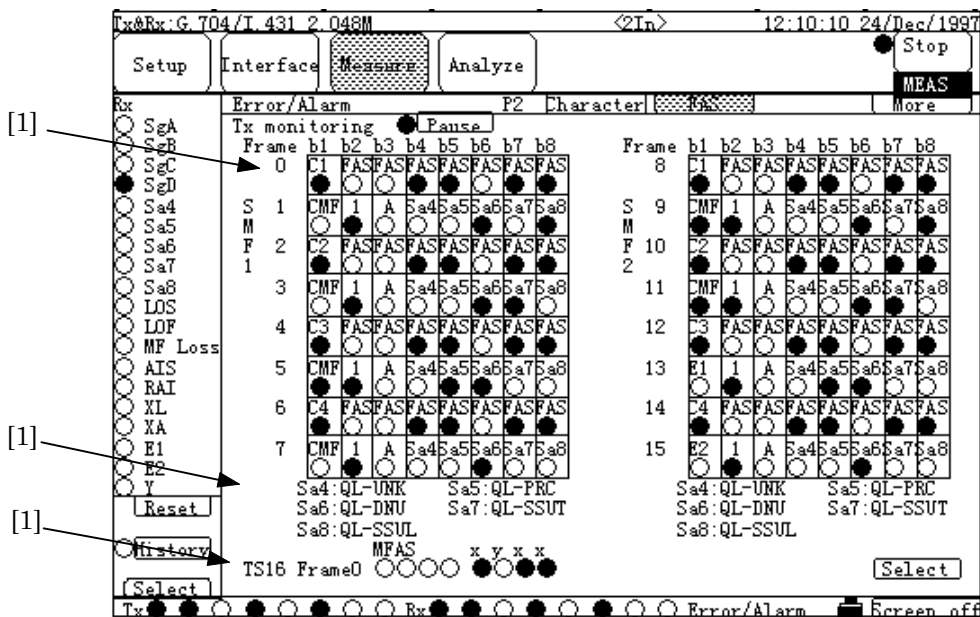 Tx&Rx:G.704/I.431 2.048M <2In> 12:10:10 24/Dec/1997
Setup Interface Measure Analyze Stop
MEAS
Rx Error/Alarm P2 Character FAS More
[1]
Tx monitoring Pause
Frame b1 b2 b3 b4 b5 b6 b7 b8 Frame b1 b2 b3 b4 b5 b6 b7 b8
SgA
SgB
SgC
SgD
Sa4
Sa5
Sa6
Sa7
Sa8
LOS
LOF
MF Loss
AIS
RAI
XL
XA
E1
E2
Y
Reset
History
Select
0 C1 FAS FAS FAS FAS FAS FAS FAS
S 1 CMF 1 A Sa4 Sa5 Sa6 Sa7 Sa8
M
F 2 C2 FAS FAS FAS FAS FAS FAS FAS
1
3 CMF 1 A Sa4 Sa5 Sa6 Sa7 Sa8
4 C3 FAS FAS FAS FAS FAS FAS FAS
5 CMF 1 A Sa4 Sa5 Sa6 Sa7 Sa8
6 C4 FAS FAS FAS FAS FAS FAS FAS
7 CMF 1 A Sa4 Sa5 Sa6 Sa7 Sa8
8 C1 FAS FAS FAS FAS FAS FAS FAS
S 9 CMF 1 A Sa4 Sa5 Sa6 Sa7 Sa8
M
F 10 C2 FAS FAS FAS FAS FAS FAS FAS
2
11 CMF 1 A Sa4 Sa5 Sa6 Sa7 Sa8
12 C3 FAS FAS FAS FAS FAS FAS FAS
13 E1 1 A Sa4 Sa5 Sa6 Sa7 Sa8
14 C4 FAS FAS FAS FAS FAS FAS FAS
15 E2 1 A Sa4 Sa5 Sa6 Sa7 Sa8
[1]
Sa4:QL-UNK Sa5:QL-PRC
Sa6:QL-DNU Sa7:QL-SSUT
Sa8:QL-SSUL
Sa4:QL-UNK Sa5:QL-PRC
Sa6:QL-DNU Sa7:QL-SSUT
Sa8:QL-SSUL
[1]
MFAS x y x x
TS16 Frame0
Select
Tx Rx Error/Alarm Screen off